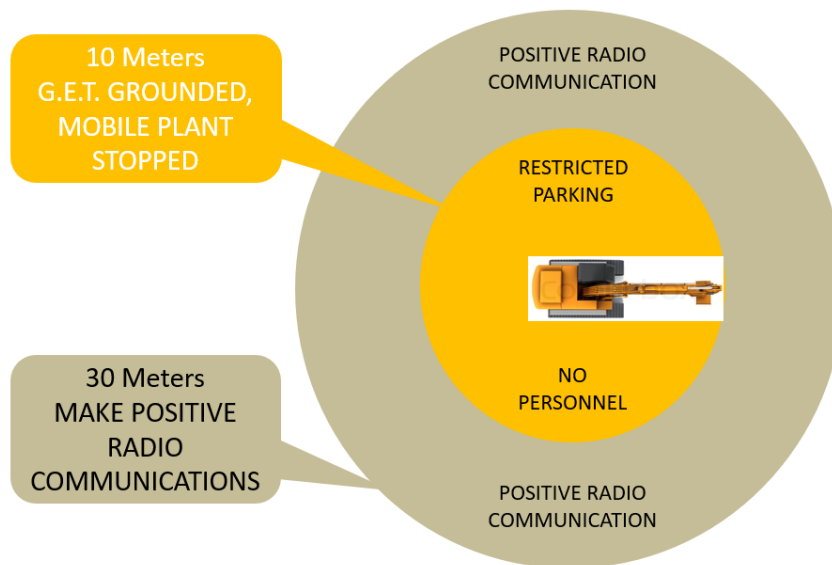 10 Meters
G.E.T. GROUNDED,
MOBILE PLANT
STOPPED
POSITIVE RADIO
COMMUNICATION
RESTRICTED
PARKING
NO
PERSONNEL
30 Meters
MAKE POSITIVE
RADIO
COMMUNICATIONS
POSITIVE RADIO
COMMUNICATION